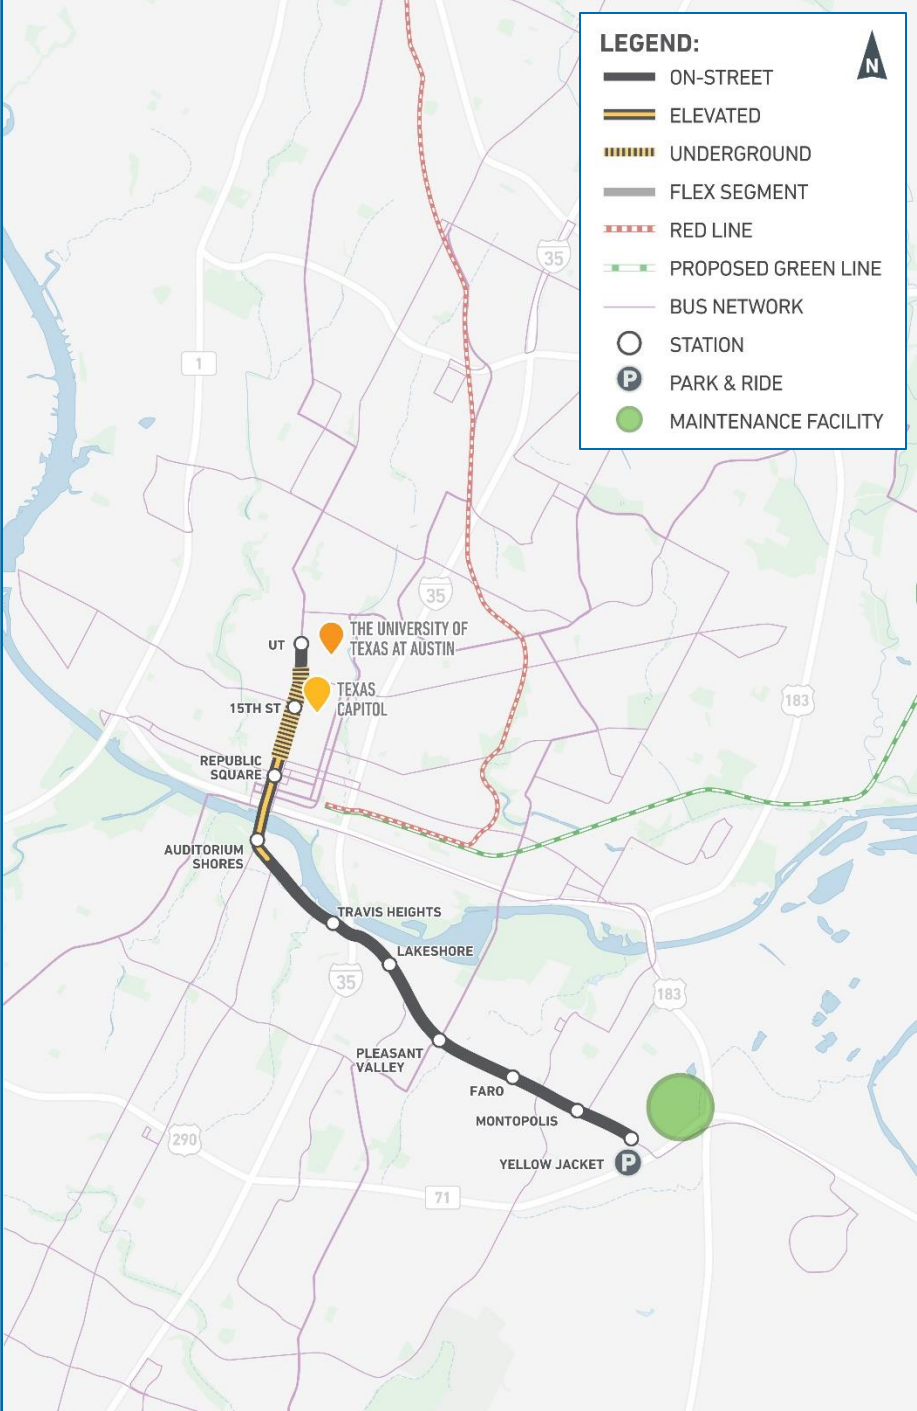 LEGEND:
N
ON-STREET
ELEVATED
UNDERGROUND
FLEX SEGMENT
RED LINE
PROPOSED GREEN LINE
BUS NETWORK
STATION
P
PARK & RIDE
MAINTENANCE FACILITY
35
1
35
UT
THE UNIVERSITY OF
TEXAS AT AUSTIN
TEXAS
CAPITOL
15TH ST
183
REPUBLIC
SQUARE
AUDITORIUM
SHORES
TRAVIS HEIGHTS
LAKESHORE
35
183
PLEASANT
VALLEY
FARO
MONTOPOLIS
290
YELLOW JACKET
P
71